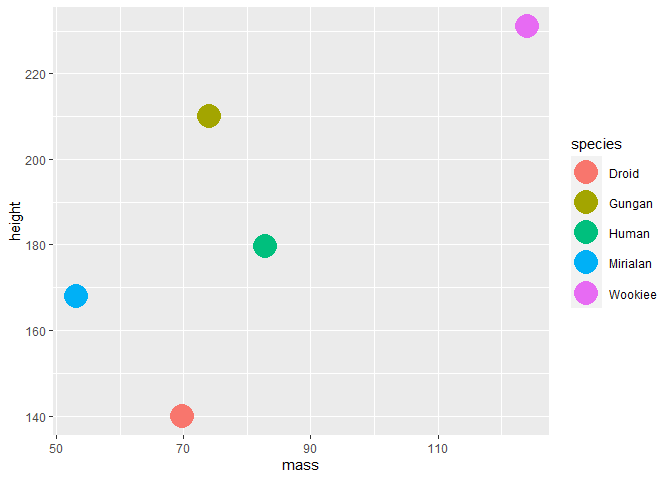 height
220
200
180
160
140
50 70 90 110
mass
species
Droid
Gungan
Human
Mirialan
Wookiee